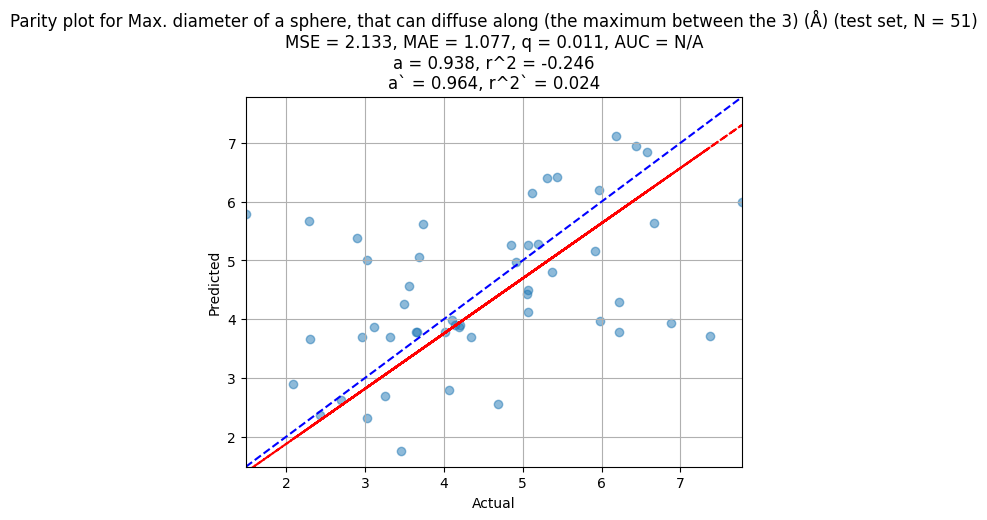 Parity plot for Max. diameter of a sphere, that can diffuse along (the maximum between the 3) (Å) (test set, N = 51)
MSE = 2.133, MAE = 1.077, q = 0.011, AUC = N/A
a = 0.938, r^2 = -0.246
a` = 0.964, r^2` = 0.024
7
6
5
4
3
2
Predicted
2 3 4 5 6 7
Actual